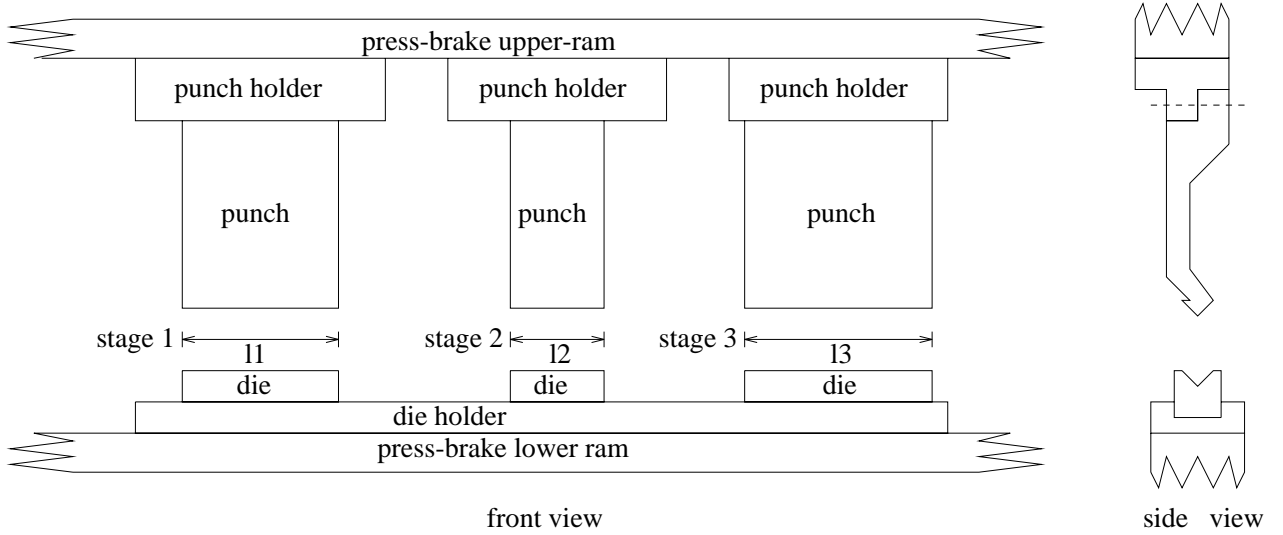 press-brake upper-ram
punch holder punch holder punch holder
punch punch punch
stage 1 stage 2 stage 3
l1 l2 l3
die die die
die holder
press-brake lower ram
front view side view